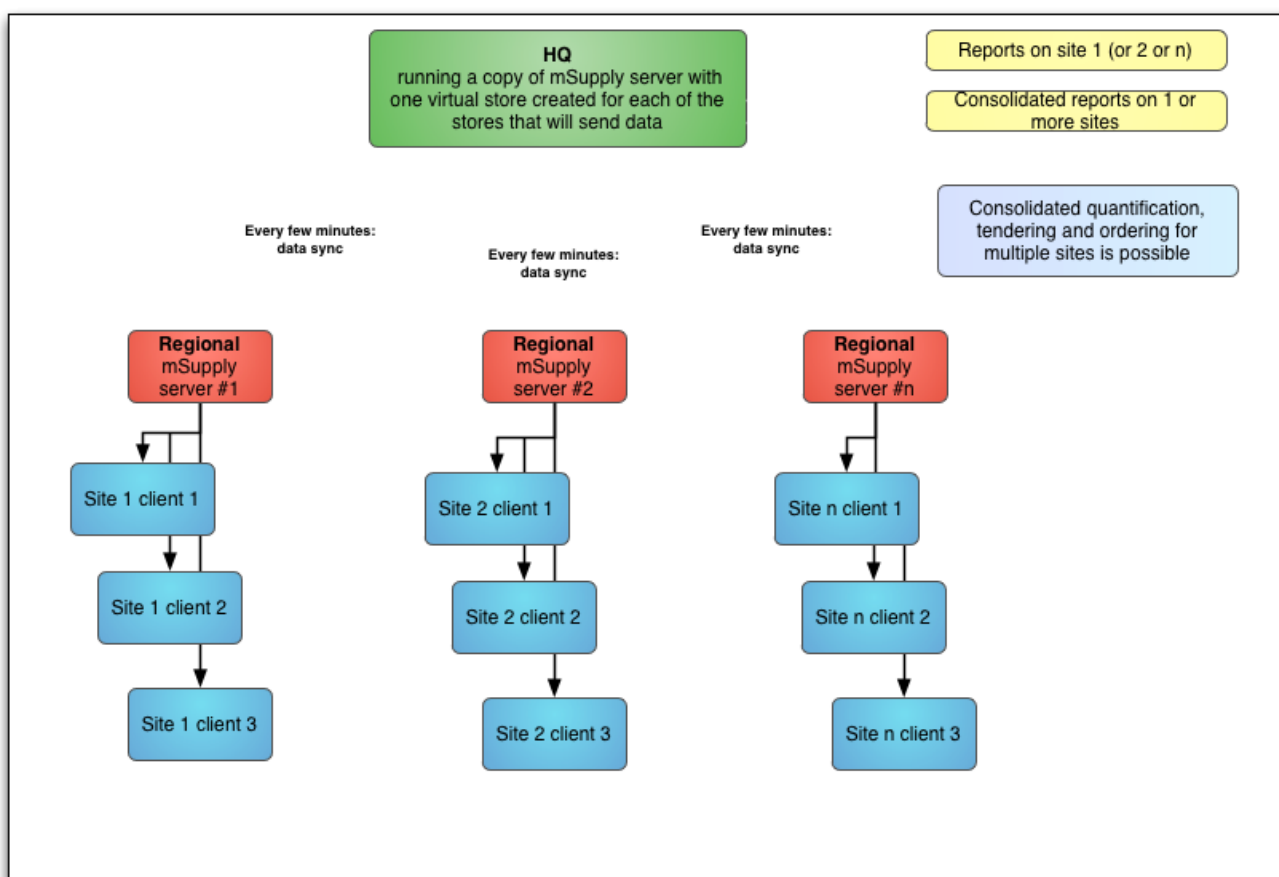 HQ
running a copy of mSupply server with
one virtual store created for each of the
stores that will send data
Reports on site 1 (or 2 or n)
Consolidated reports on 1 or
more sites
Consolidated quantification,
tendering and ordering for
multiple sites is possible
Every few minutes:
data sync
Every few minutes:
data sync
Every few minutes:
data sync
Regional
mSupply
server #1
Regional
mSupply
server #2
Regional
mSupply
server #n
Site 1 client 1
Site 2 client 1
Site n client 1
Site 1 client 2
Site 2 client 2
Site n client 2
Site 1 client 3
Site 2 client 3
Site n client 3